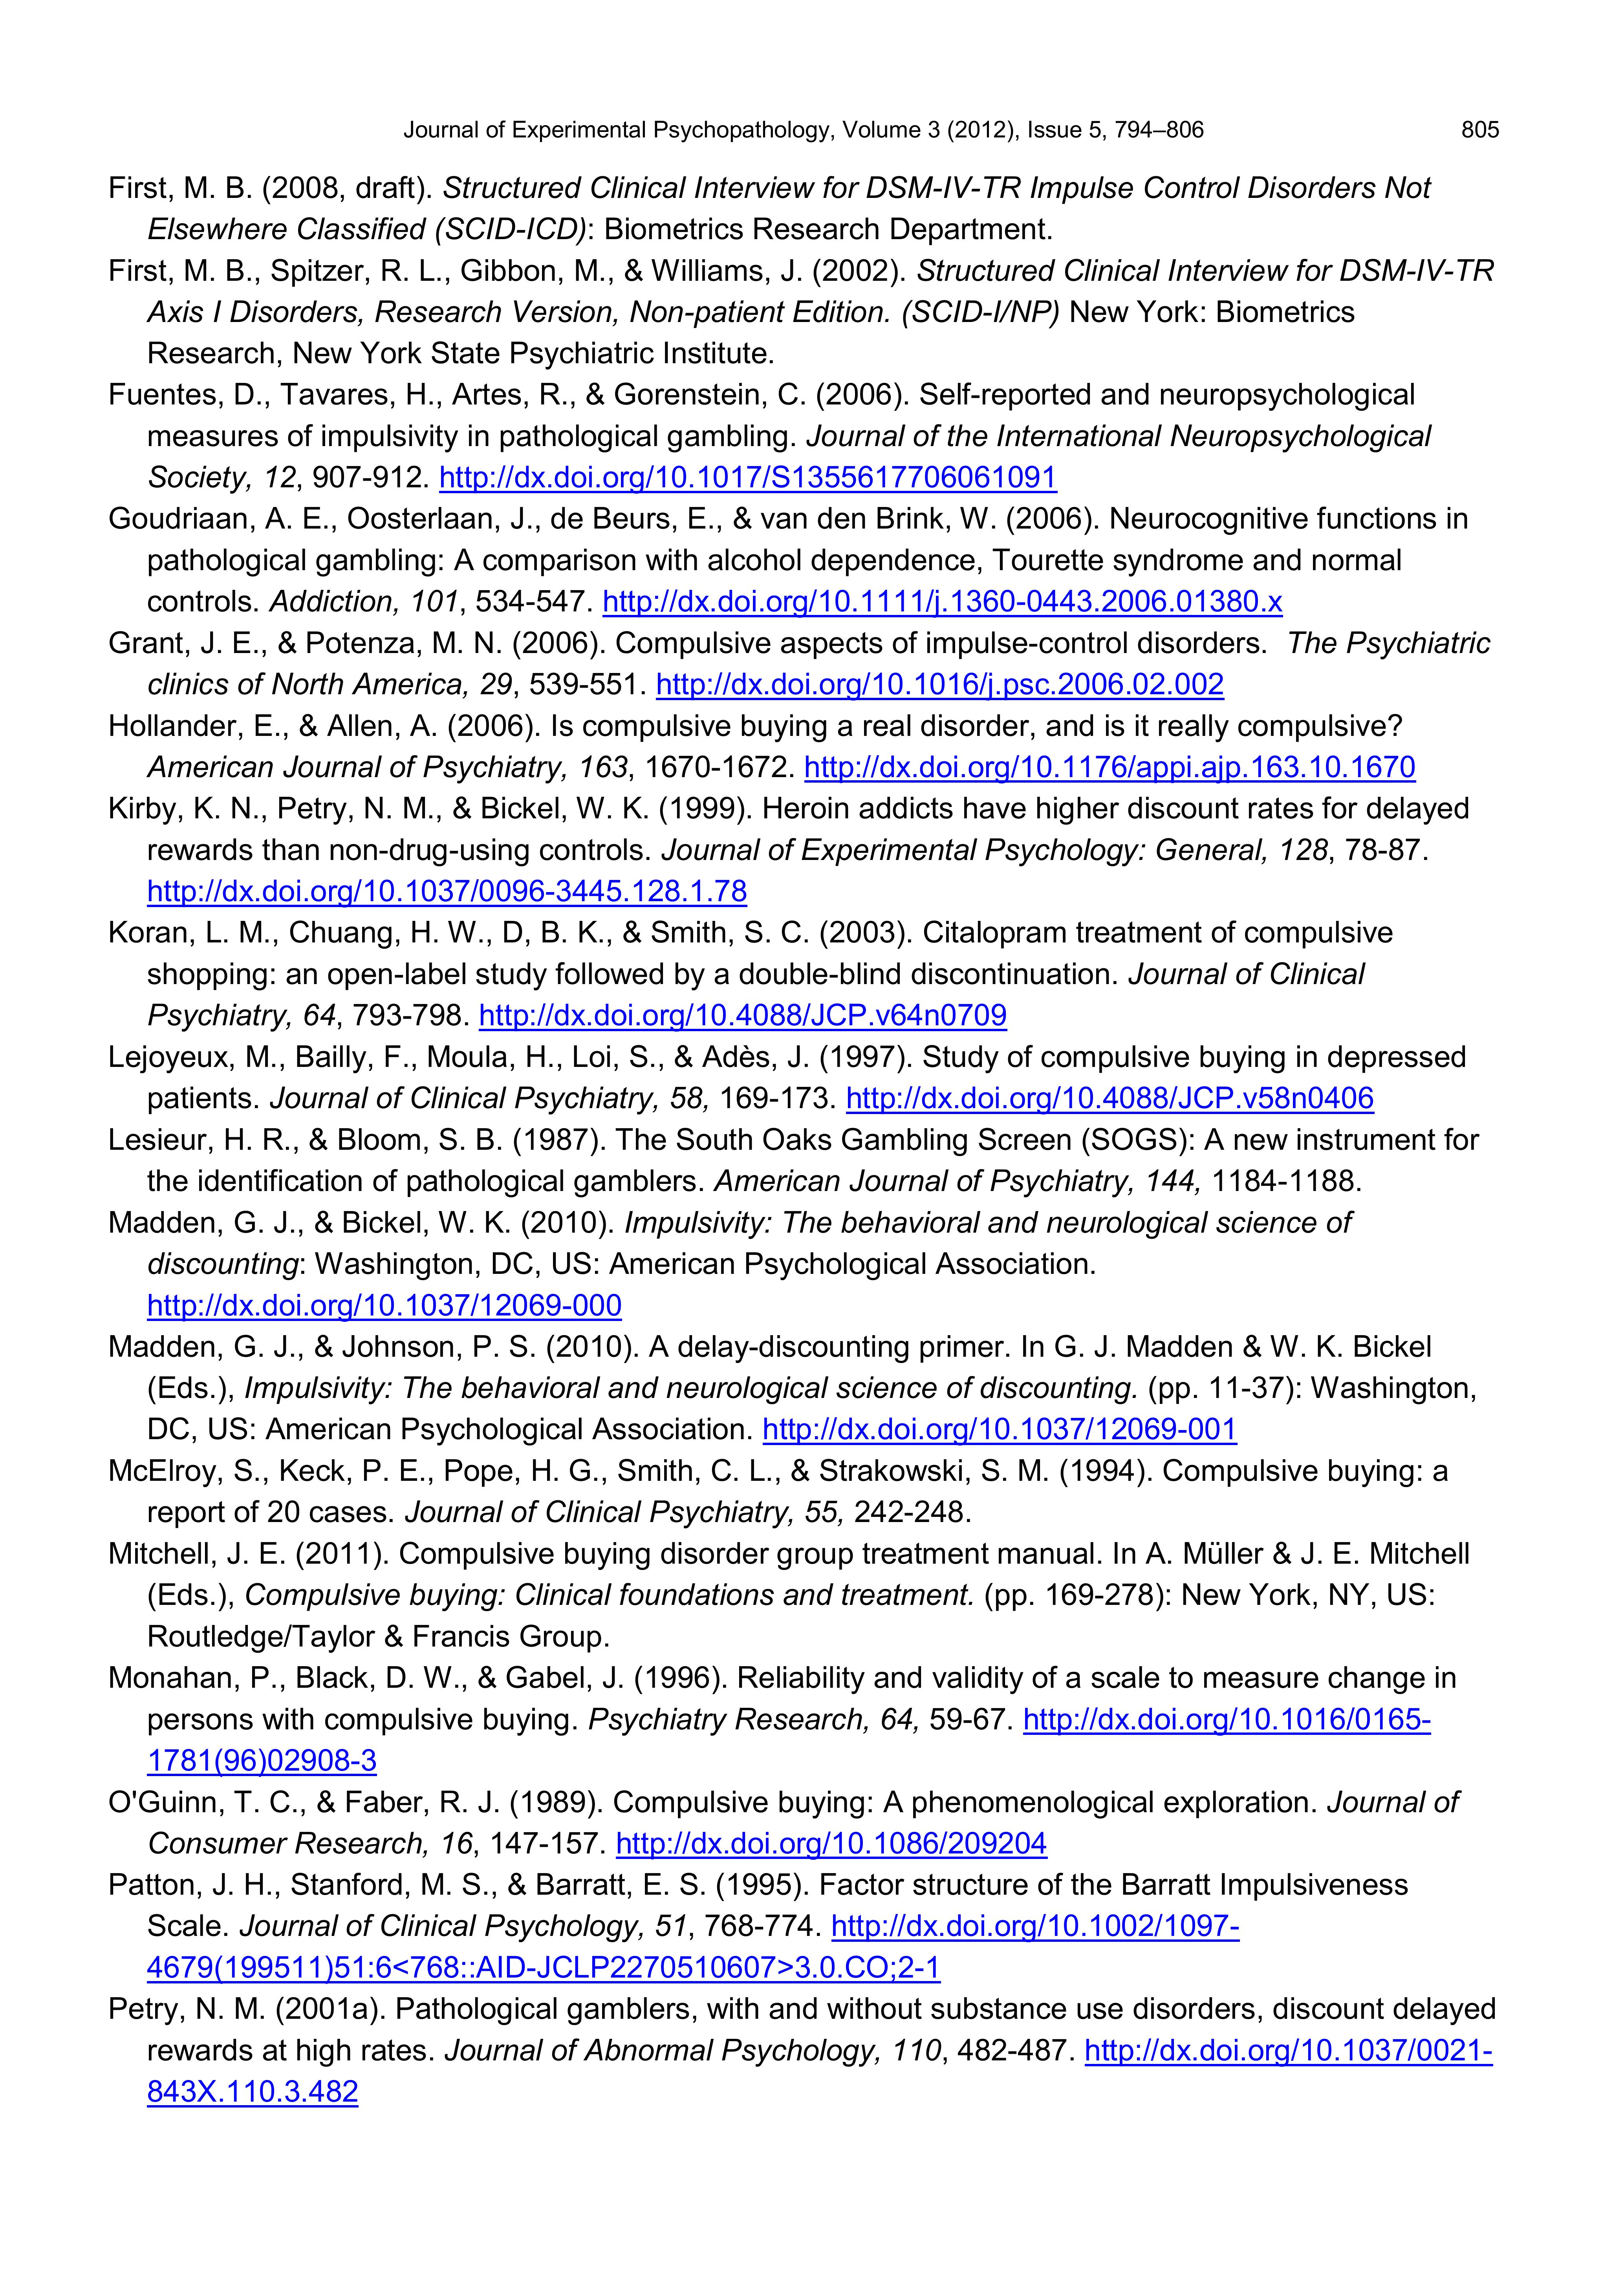 Journal of Experimental Psychopathology, Volume 3 (2012), Issue 5, 794–806 805
First, M. B. (2008, draft). Structured Clinical Interview for DSM-IV-TR Impulse Control Disorders Not
Elsewhere Classified (SCID-ICD): Biometrics Research Department.
First, M. B., Spitzer, R. L., Gibbon, M., & Williams, J. (2002). Structured Clinical Interview for DSM-IV-TR
Axis I Disorders, Research Version, Non-patient Edition. (SCID-I/NP) New York: Biometrics
Research, New York State Psychiatric Institute.
Fuentes, D., Tavares, H., Artes, R., & Gorenstein, C. (2006). Self-reported and neuropsychological
measures of impulsivity in pathological gambling. Journal of the International Neuropsychological
Society, 12, 907-912. http://dx.doi.org/10.1017/S1355617706061091
Goudriaan, A. E., Oosterlaan, J., de Beurs, E., & van den Brink, W. (2006). Neurocognitive functions in
pathological gambling: A comparison with alcohol dependence, Tourette syndrome and normal
controls. Addiction, 101, 534-547. http://dx.doi.org/10.1111/j.1360-0443.2006.01380.x
Grant, J. E., & Potenza, M. N. (2006). Compulsive aspects of impulse-control disorders. The Psychiatric
clinics of North America, 29, 539-551. http://dx.doi.org/10.1016/j.psc.2006.02.002
Hollander, E., & Allen, A. (2006). Is compulsive buying a real disorder, and is it really compulsive?
American Journal of Psychiatry, 163, 1670-1672. http://dx.doi.org/10.1176/appi.ajp.163.10.1670
Kirby, K. N., Petry, N. M., & Bickel, W. K. (1999). Heroin addicts have higher discount rates for delayed
rewards than non-drug-using controls. Journal of Experimental Psychology: General, 128, 78-87.
http://dx.doi.org/10.1037/0096-3445.128.1.78
Koran, L. M., Chuang, H. W., D, B. K., & Smith, S. C. (2003). Citalopram treatment of compulsive
shopping: an open-label study followed by a double-blind discontinuation. Journal of Clinical
Psychiatry, 64, 793-798. http://dx.doi.org/10.4088/JCP.v64n0709
Lejoyeux, M., Bailly, F., Moula, H., Loi, S., & Adès, J. (1997). Study of compulsive buying in depressed
patients. Journal of Clinical Psychiatry, 58, 169-173. http://dx.doi.org/10.4088/JCP.v58n0406
Lesieur, H. R., & Bloom, S. B. (1987). The South Oaks Gambling Screen (SOGS): A new instrument for
the identification of pathological gamblers. American Journal of Psychiatry, 144, 1184-1188.
Madden, G. J., & Bickel, W. K. (2010). Impulsivity: The behavioral and neurological science of
discounting: Washington, DC, US: American Psychological Association.
http://dx.doi.org/10.1037/12069-000
Madden, G. J., & Johnson, P. S. (2010). A delay-discounting primer. In G. J. Madden & W. K. Bickel
(Eds.), Impulsivity: The behavioral and neurological science of discounting. (pp. 11-37): Washington,
DC, US: American Psychological Association. http://dx.doi.org/10.1037/12069-001
McElroy, S., Keck, P. E., Pope, H. G., Smith, C. L., & Strakowski, S. M. (1994). Compulsive buying: a
report of 20 cases. Journal of Clinical Psychiatry, 55, 242-248.
Mitchell, J. E. (2011). Compulsive buying disorder group treatment manual. In A. Müller & J. E. Mitchell
(Eds.), Compulsive buying: Clinical foundations and treatment. (pp. 169-278): New York, NY, US:
Routledge/Taylor & Francis Group.
Monahan, P., Black, D. W., & Gabel, J. (1996). Reliability and validity of a scale to measure change in
persons with compulsive buying. Psychiatry Research, 64, 59-67. http://dx.doi.org/10.1016/0165-
1781(96)02908-3
O'Guinn, T. C., & Faber, R. J. (1989). Compulsive buying: A phenomenological exploration. Journal of
Consumer Research, 16, 147-157. http://dx.doi.org/10.1086/209204
Patton, J. H., Stanford, M. S., & Barratt, E. S. (1995). Factor structure of the Barratt Impulsiveness
Scale. Journal of Clinical Psychology, 51, 768-774. http://dx.doi.org/10.1002/1097-
4679(199511)51:6<768::AID-JCLP2270510607>3.0.CO;2-1
Petry, N. M. (2001a). Pathological gamblers, with and without substance use disorders, discount delayed
rewards at high rates. Journal of Abnormal Psychology, 110, 482-487. http://dx.doi.org/10.1037/0021-
843X.110.3.482